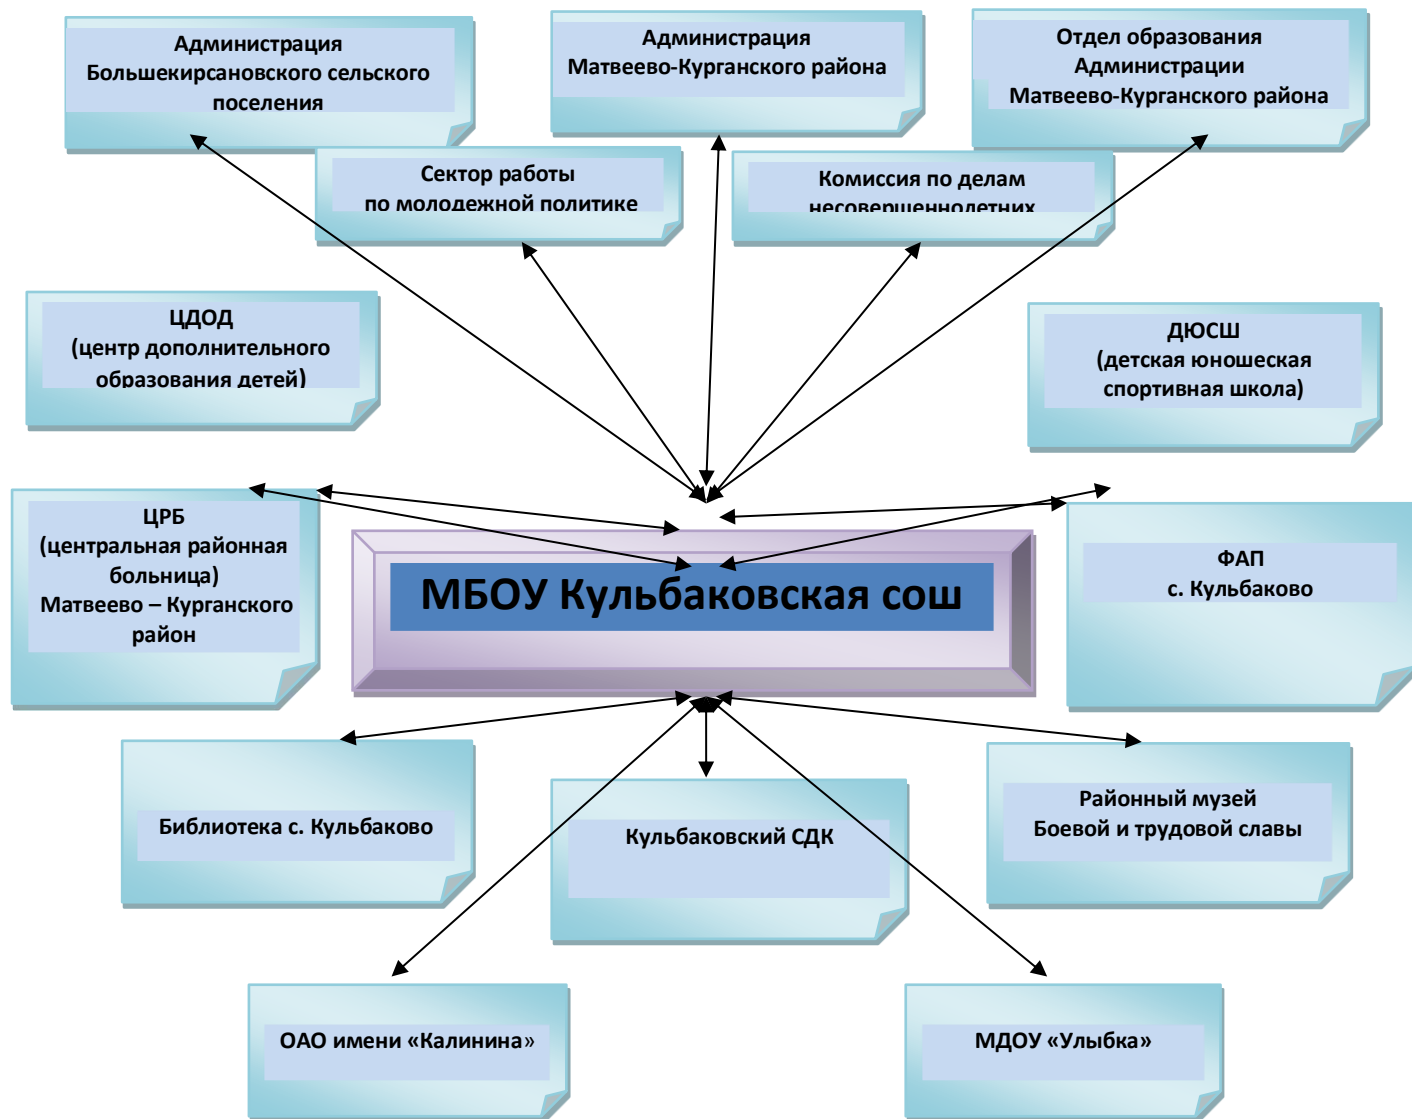 Администрация
Большекирсановского сельского
поселения
Администрация
Матвеево-Курганского района
Отдел образования
Администрации
Матвеево-Курганского района
Сектор работы
по молодежной политике
Комиссия по делам
несовершеннолетних
ЦДОД
(центр дополнительного
образования детей)
ДЮСШ
(детская юношеская
спортивная школа)
ЦРБ
(центральная районная
больница)
Матвеево – Курганского
район
МБОУ Кульбаковская сош
ФАП
с. Кульбаково
Библиотека с. Кульбаково
Кульбаковский СДК
Районный музей
Боевой и трудовой славы
ОАО имени «Калинина»
МДОУ «Улыбка»